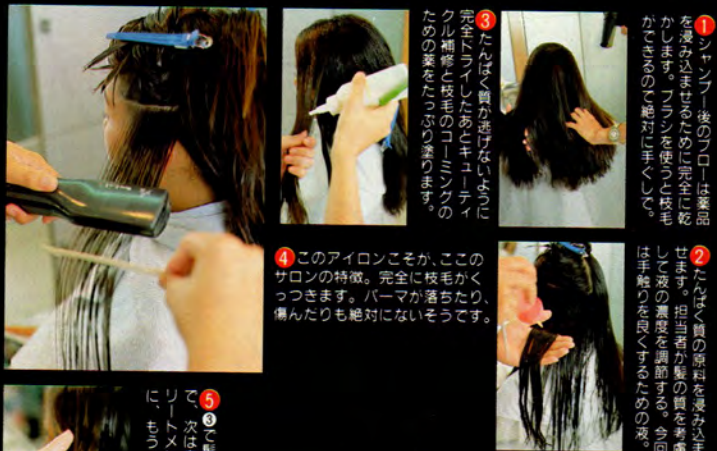 ❶シャンプー後のブローは薬品
を浸み込ませるために完全に乾
かします。ブラシを使うと枝毛
ができるので絶対に手ぐしで。
❷たんぱく質の原料を浸み込ま
せます。担当者が髪の質を考慮
して液の濃度を調節する。今回
は手触りを良くするための液。
❸たんぱく質が逃げないように
完全ドライしたあとキューティ
クル補修と枝毛のコーミングの
ための薬をたっぷり塗ります。
❹このアイロンこそが、ここの
サロンの特徴。完全に枝毛がく
っつきます。パーマが落ちたり、
傷んだりも絶対にないそうです。
❺❸で髪
で、次は
リートメ
に、もう